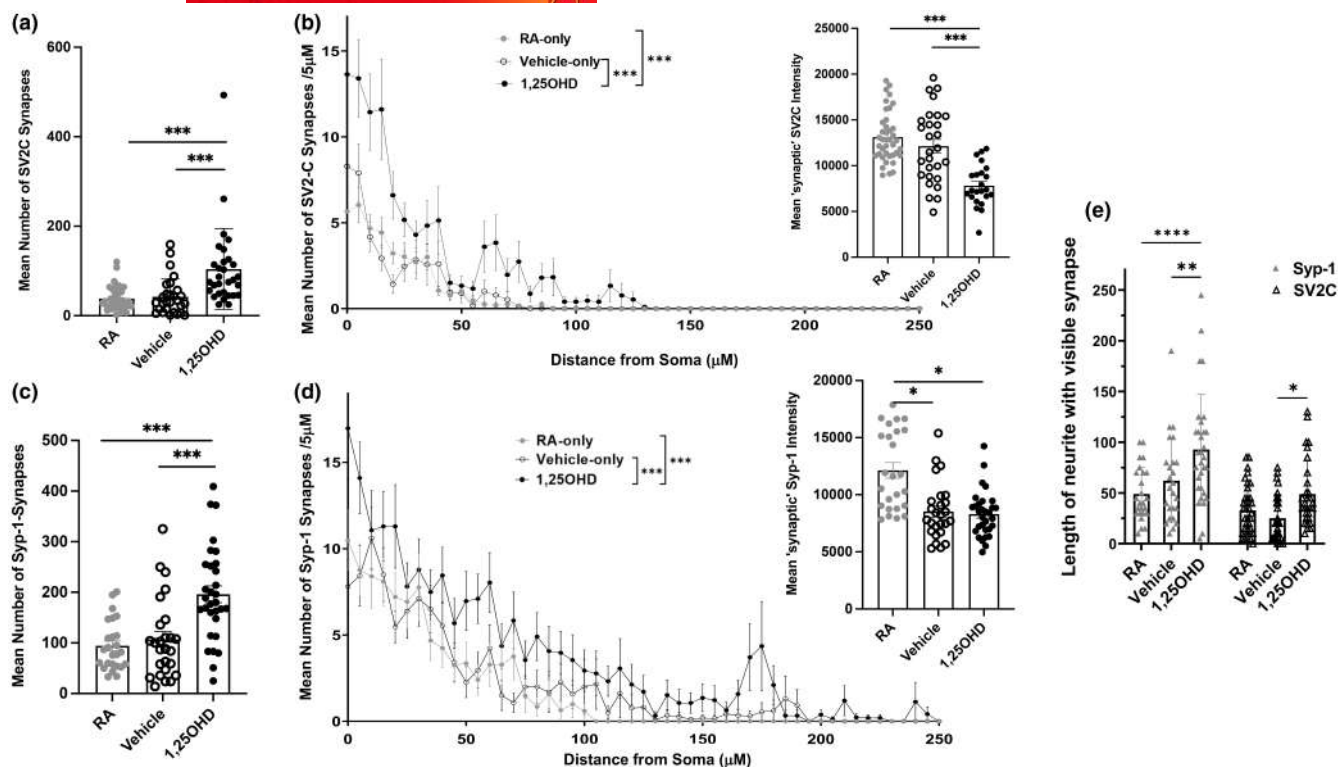 (a)
Mean Number of SV2C Synapses
600
400
200
0
***
***
RA
Vehicle
1,25OHD
(b)
Mean Number of SV2-C Synapses /5μM
15
10
5
0
RA-only
Vehicle-only
1,25OHD
***
***
0
50
100
150
200
250
Distance from Soma (μM)
Mean 'synaptic' SV2C Intensity
25000
20000
15000
10000
5000
0
***
***
RA
Vehicle
1,25OHD
(c)
Mean Number of Syp-1-Synapses
500
400
300
200
100
0
***
***
RA
Vehicle
1,25OHD
(d)
Mean Number of Syp-1 Synapses /5μM
15
10
5
0
RA-only
Vehicle-only
1,25OHD
***
***
0
50
100
150
200
250
Distance from Soma (μM)
Mean 'synaptic' Syp-1 Intensity
20000
15000
10000
5000
0
*
*
RA
Vehicle
1,25OHD
(e)
Length of neurite with visible synapse
250
200
150
100
50
0
****
**
*
Syp-1
SV2C
RA
Vehicle
1,25OHD
RA
Vehicle
1,25OHD